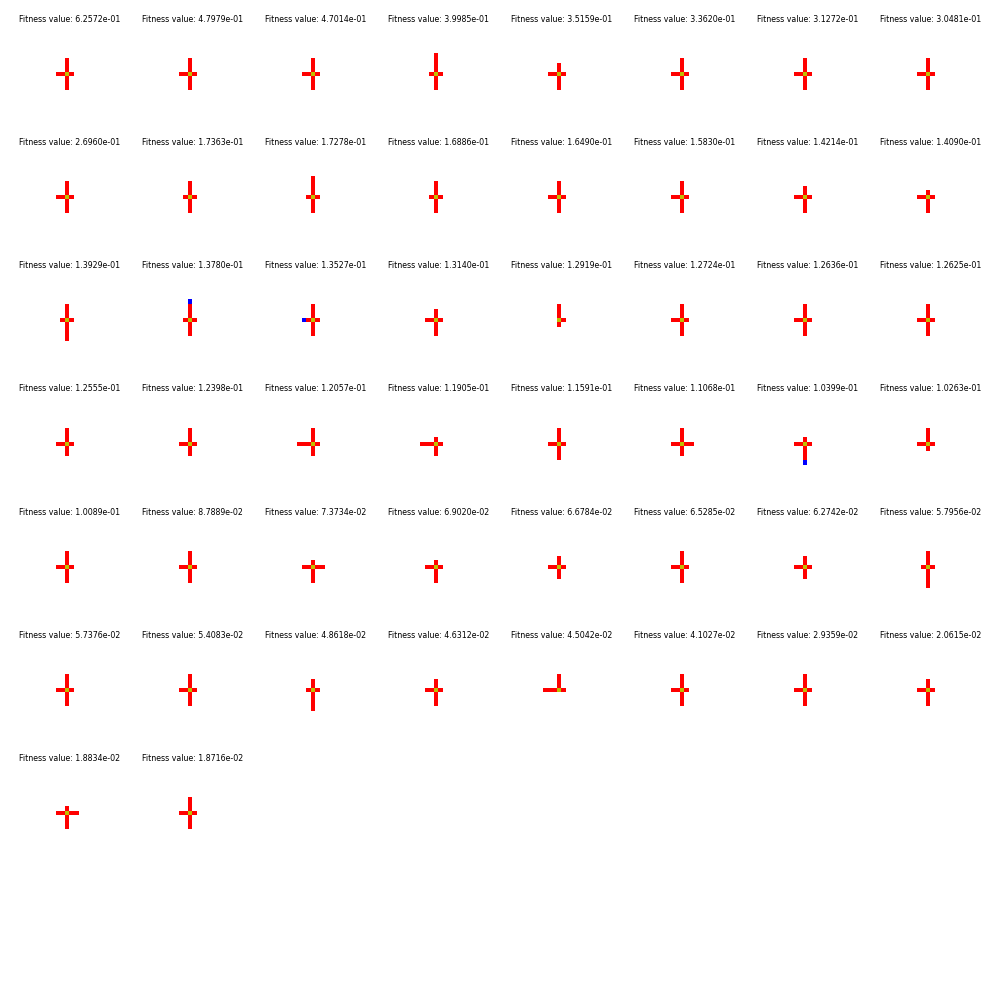 Fitness value: 6.2572e-01
Fitness value: 4.7979e-01
Fitness value: 4.7014e-01
Fitness value: 3.9985e-01
Fitness value: 3.5159e-01
Fitness value: 3.3620e-01
Fitness value: 3.1272e-01
Fitness value: 3.0481e-01
Fitness value: 2.6960e-01
Fitness value: 1.7363e-01
Fitness value: 1.7278e-01
Fitness value: 1.6886e-01
Fitness value: 1.6490e-01
Fitness value: 1.5830e-01
Fitness value: 1.4214e-01
Fitness value: 1.4090e-01
Fitness value: 1.3929e-01
Fitness value: 1.3780e-01
Fitness value: 1.3527e-01
Fitness value: 1.3140e-01
Fitness value: 1.2919e-01
Fitness value: 1.2724e-01
Fitness value: 1.2636e-01
Fitness value: 1.2625e-01
Fitness value: 1.2555e-01
Fitness value: 1.2398e-01
Fitness value: 1.2057e-01
Fitness value: 1.1905e-01
Fitness value: 1.1591e-01
Fitness value: 1.1068e-01
Fitness value: 1.0399e-01
Fitness value: 1.0263e-01
Fitness value: 1.0089e-01
Fitness value: 8.7889e-02
Fitness value: 7.3734e-02
Fitness value: 6.9020e-02
Fitness value: 6.6784e-02
Fitness value: 6.5285e-02
Fitness value: 6.2742e-02
Fitness value: 5.7956e-02
Fitness value: 5.7376e-02
Fitness value: 5.4083e-02
Fitness value: 4.8618e-02
Fitness value: 4.6312e-02
Fitness value: 4.5042e-02
Fitness value: 4.1027e-02
Fitness value: 2.9359e-02
Fitness value: 2.0615e-02
Fitness value: 1.8834e-02
Fitness value: 1.8716e-02